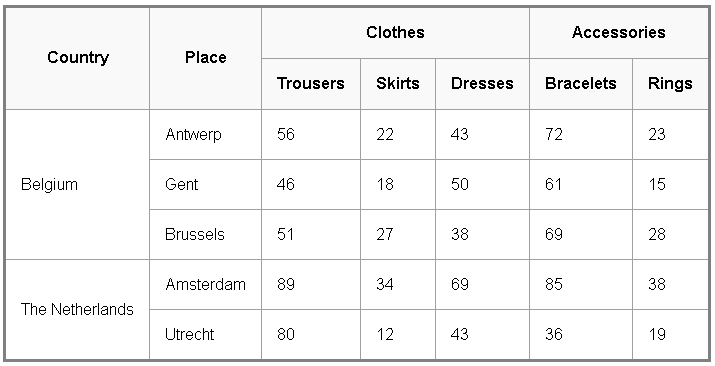 Country Place Clothes Accessories
Trousers Skirts Dresses Bracelets Rings
Belgium Antwerp 56 22 43 72 23
Gent 46 18 50 61 15
Brussels 51 27 38 69 28
The Netherlands Amsterdam 89 34 69 85 38
Utrecht 80 12 43 36 19